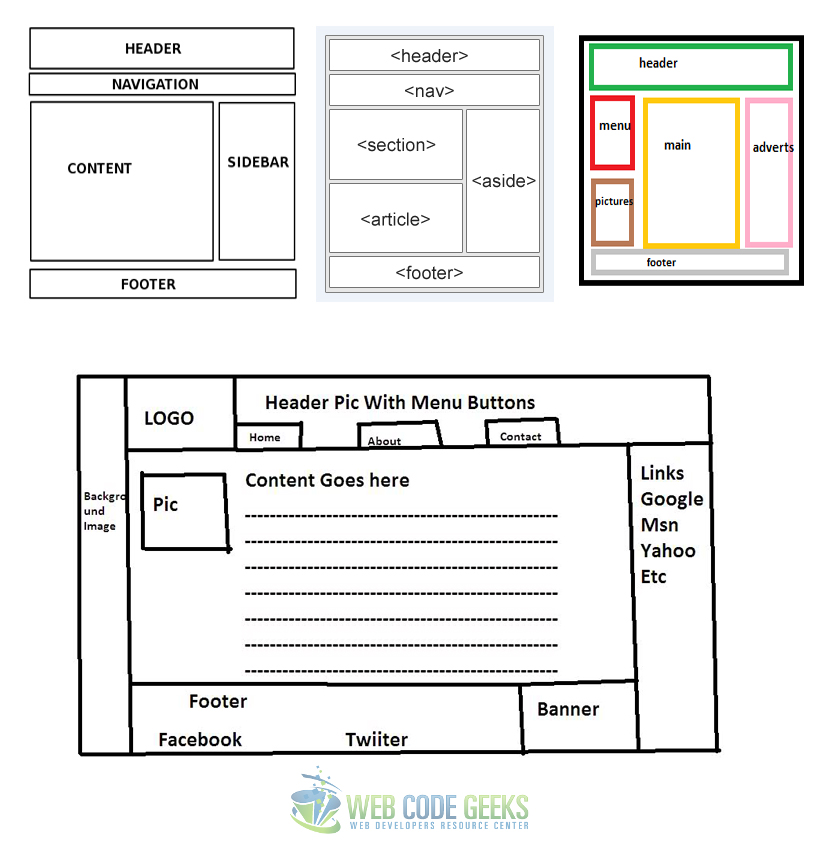 HEADER
NAVIGATION
CONTENT
SIDEBAR
FOOTER
<header>
<nav>
<section>
<aside>
<article>
<footer>
header
menu
main
adverts
pictures
footer
LOGO
Header Pic With Menu Buttons
Home
About
Contact
Backgro
und
Image
Pic
Content Goes here
Links
Google
Msn
Yahoo
Etc
Footer
Facebook
Twiiter
Banner
WEB CODE GEEKS
WEB DEVELOPERS RESOURCE CENTER